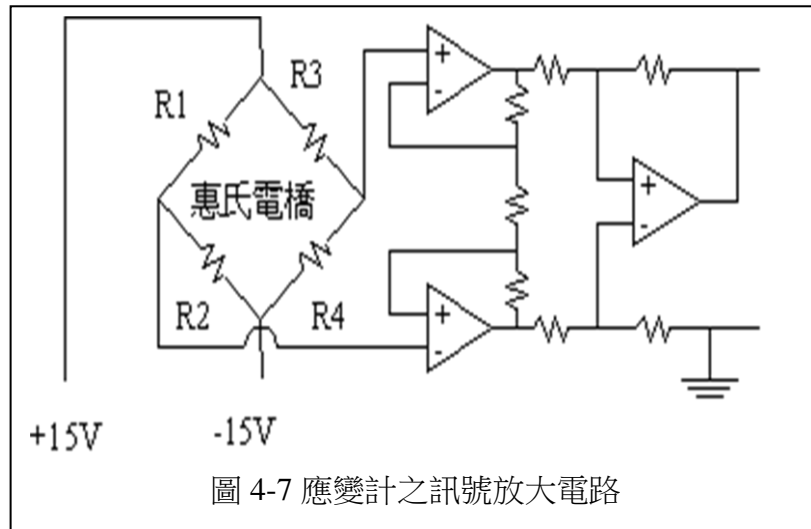 R3
R1
惠氏電橋
R2
R4
+
-
+
-
+
-
+15V
-15V
圖 4-7 應變計之訊號放大電路